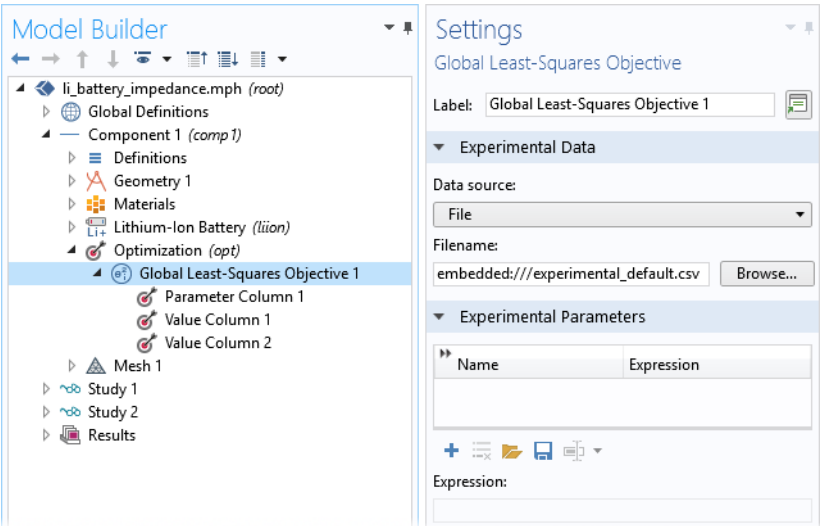 Model Builder
li_battery_impedance.mph (root)
Global Definitions
Component 1 (comp1)
Definitions
Geometry 1
Materials
Li+ Lithium-Ion Battery (liion)
Optimization (opt)
Global Least-Squares Objective 1
Parameter Column 1
Value Column 1
Value Column 2
Mesh 1
Study 1
Study 2
Results
Settings
Global Least-Squares Objective
Label: Global Least-Squares Objective 1
Experimental Data
Data source:
File
Filename:
embedded:///experimental_default.csv Browse...
Experimental Parameters
Name Expression
Expression: